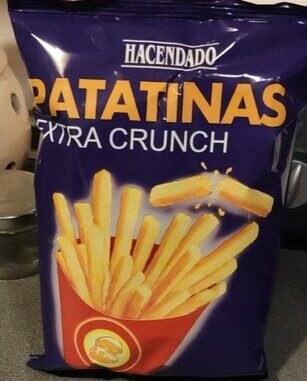 HACENDADO
PATATINAS
EXTRA CRUNCH